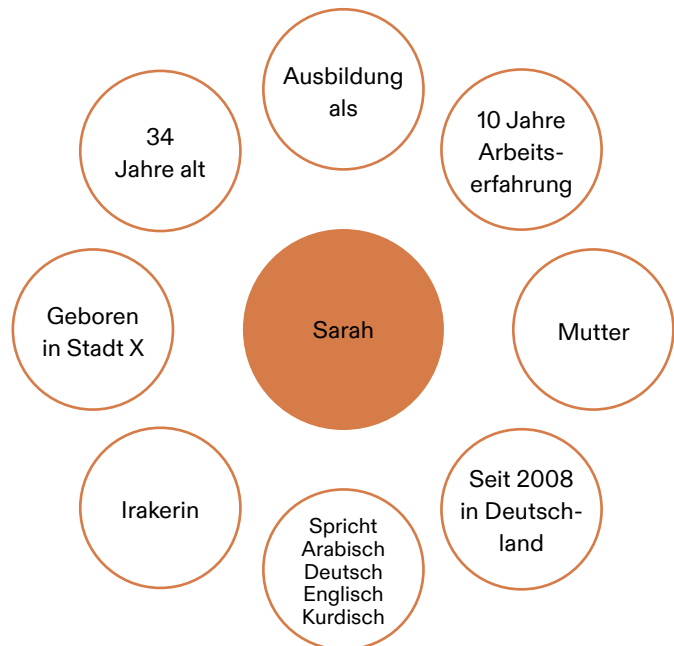 Ausbildung
als
34
Jahre alt
10 Jahre
Arbeits-
erfahrung
Geboren
in Stadt X
Sarah
Mutter
Irakerin
Seit 2008
in Deutsch-
land
Spricht
Arabisch
Deutsch
Englisch
Kurdisch